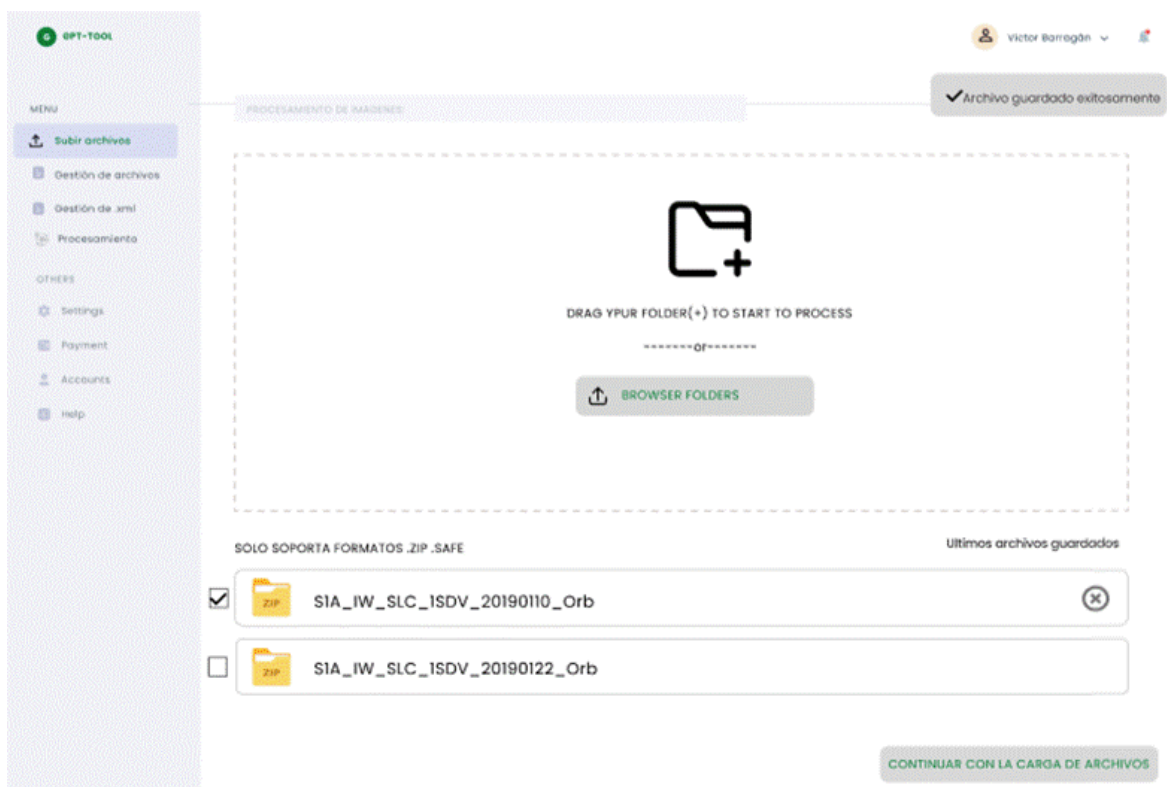 G GPT-TOOL
Victor Barragán
MENU
PROCESAMIENTO DE IMAGENES
Archivo guardado exitosamente
Subir archivos
Gestión de archivos
Gestión de .xml
Procesamiento
OTHERS
Settings
Payment
Accounts
Help
DRAG YPUR FOLDER(+) TO START TO PROCESS
-------or-------
BROWSER FOLDERS
SOLO SOPORTA FORMATOS .ZIP .SAFE
Ultimos archivos guardados
ZIP S1A_IW_SLC_1SDV_20190110_Orb
ZIP S1A_IW_SLC_1SDV_20190122_Orb
CONTINUAR CON LA CARGA DE ARCHIVOS